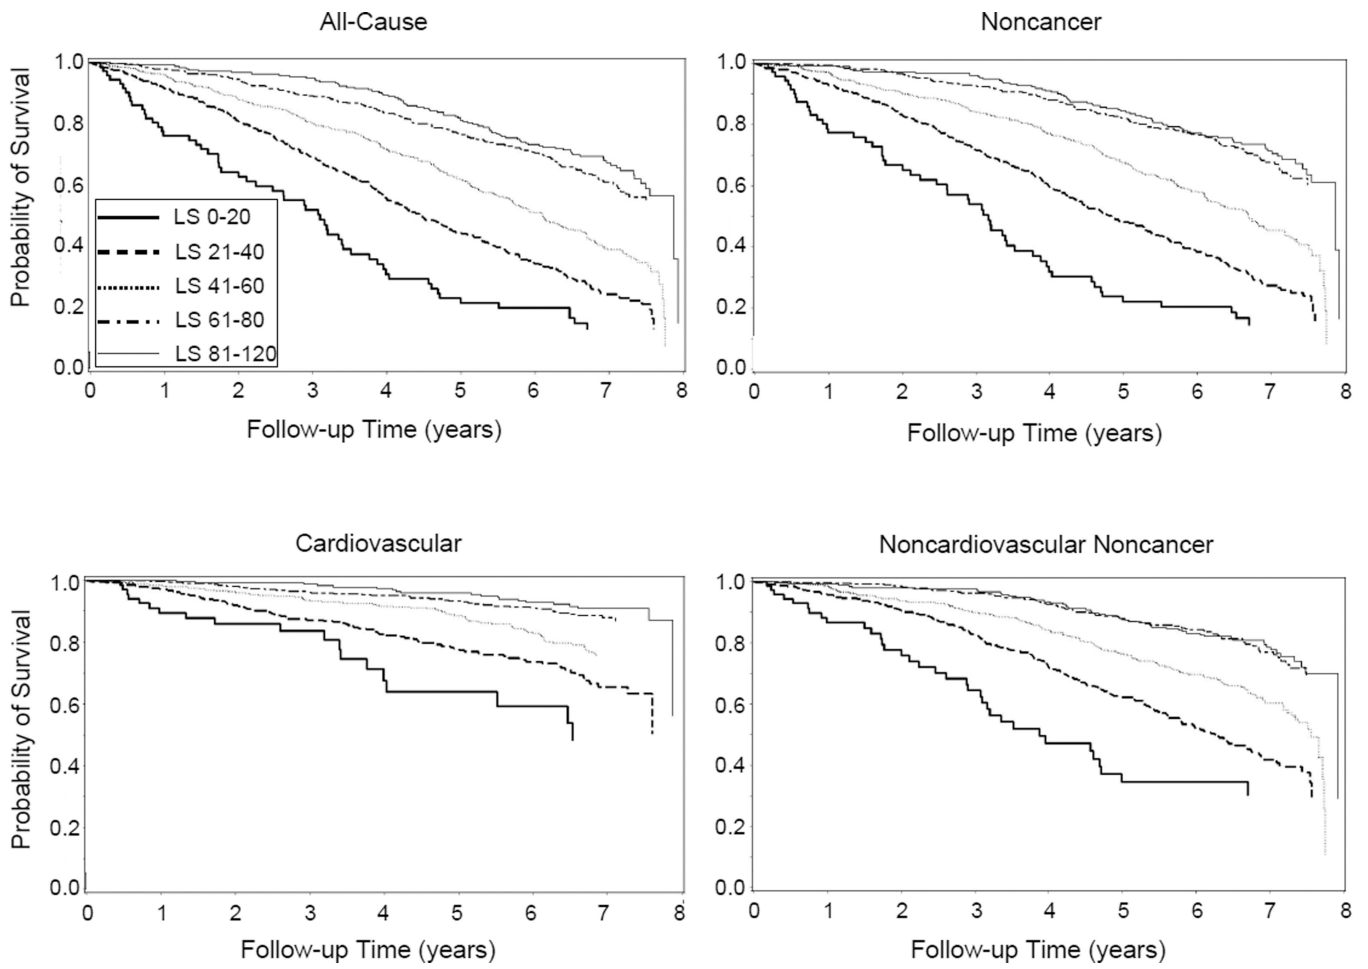 All-Cause
Probability of Survival
1.0
0.8
0.6
0.4
0.2
0.0
LS 0-20
LS 21-40
LS 41-60
LS 61-80
LS 81-120
0 1 2 3 4 5 6 7 8
Follow-up Time (years)
Noncancer
1.0
0.8
0.6
0.4
0.2
0.0
0 1 2 3 4 5 6 7 8
Follow-up Time (years)
Cardiovascular
Probability of Survival
1.0
0.8
0.6
0.4
0.2
0.0
0 1 2 3 4 5 6 7 8
Follow-up Time (years)
Noncardiovascular Noncancer
1.0
0.8
0.6
0.4
0.2
0.0
0 1 2 3 4 5 6 7 8
Follow-up Time (years)